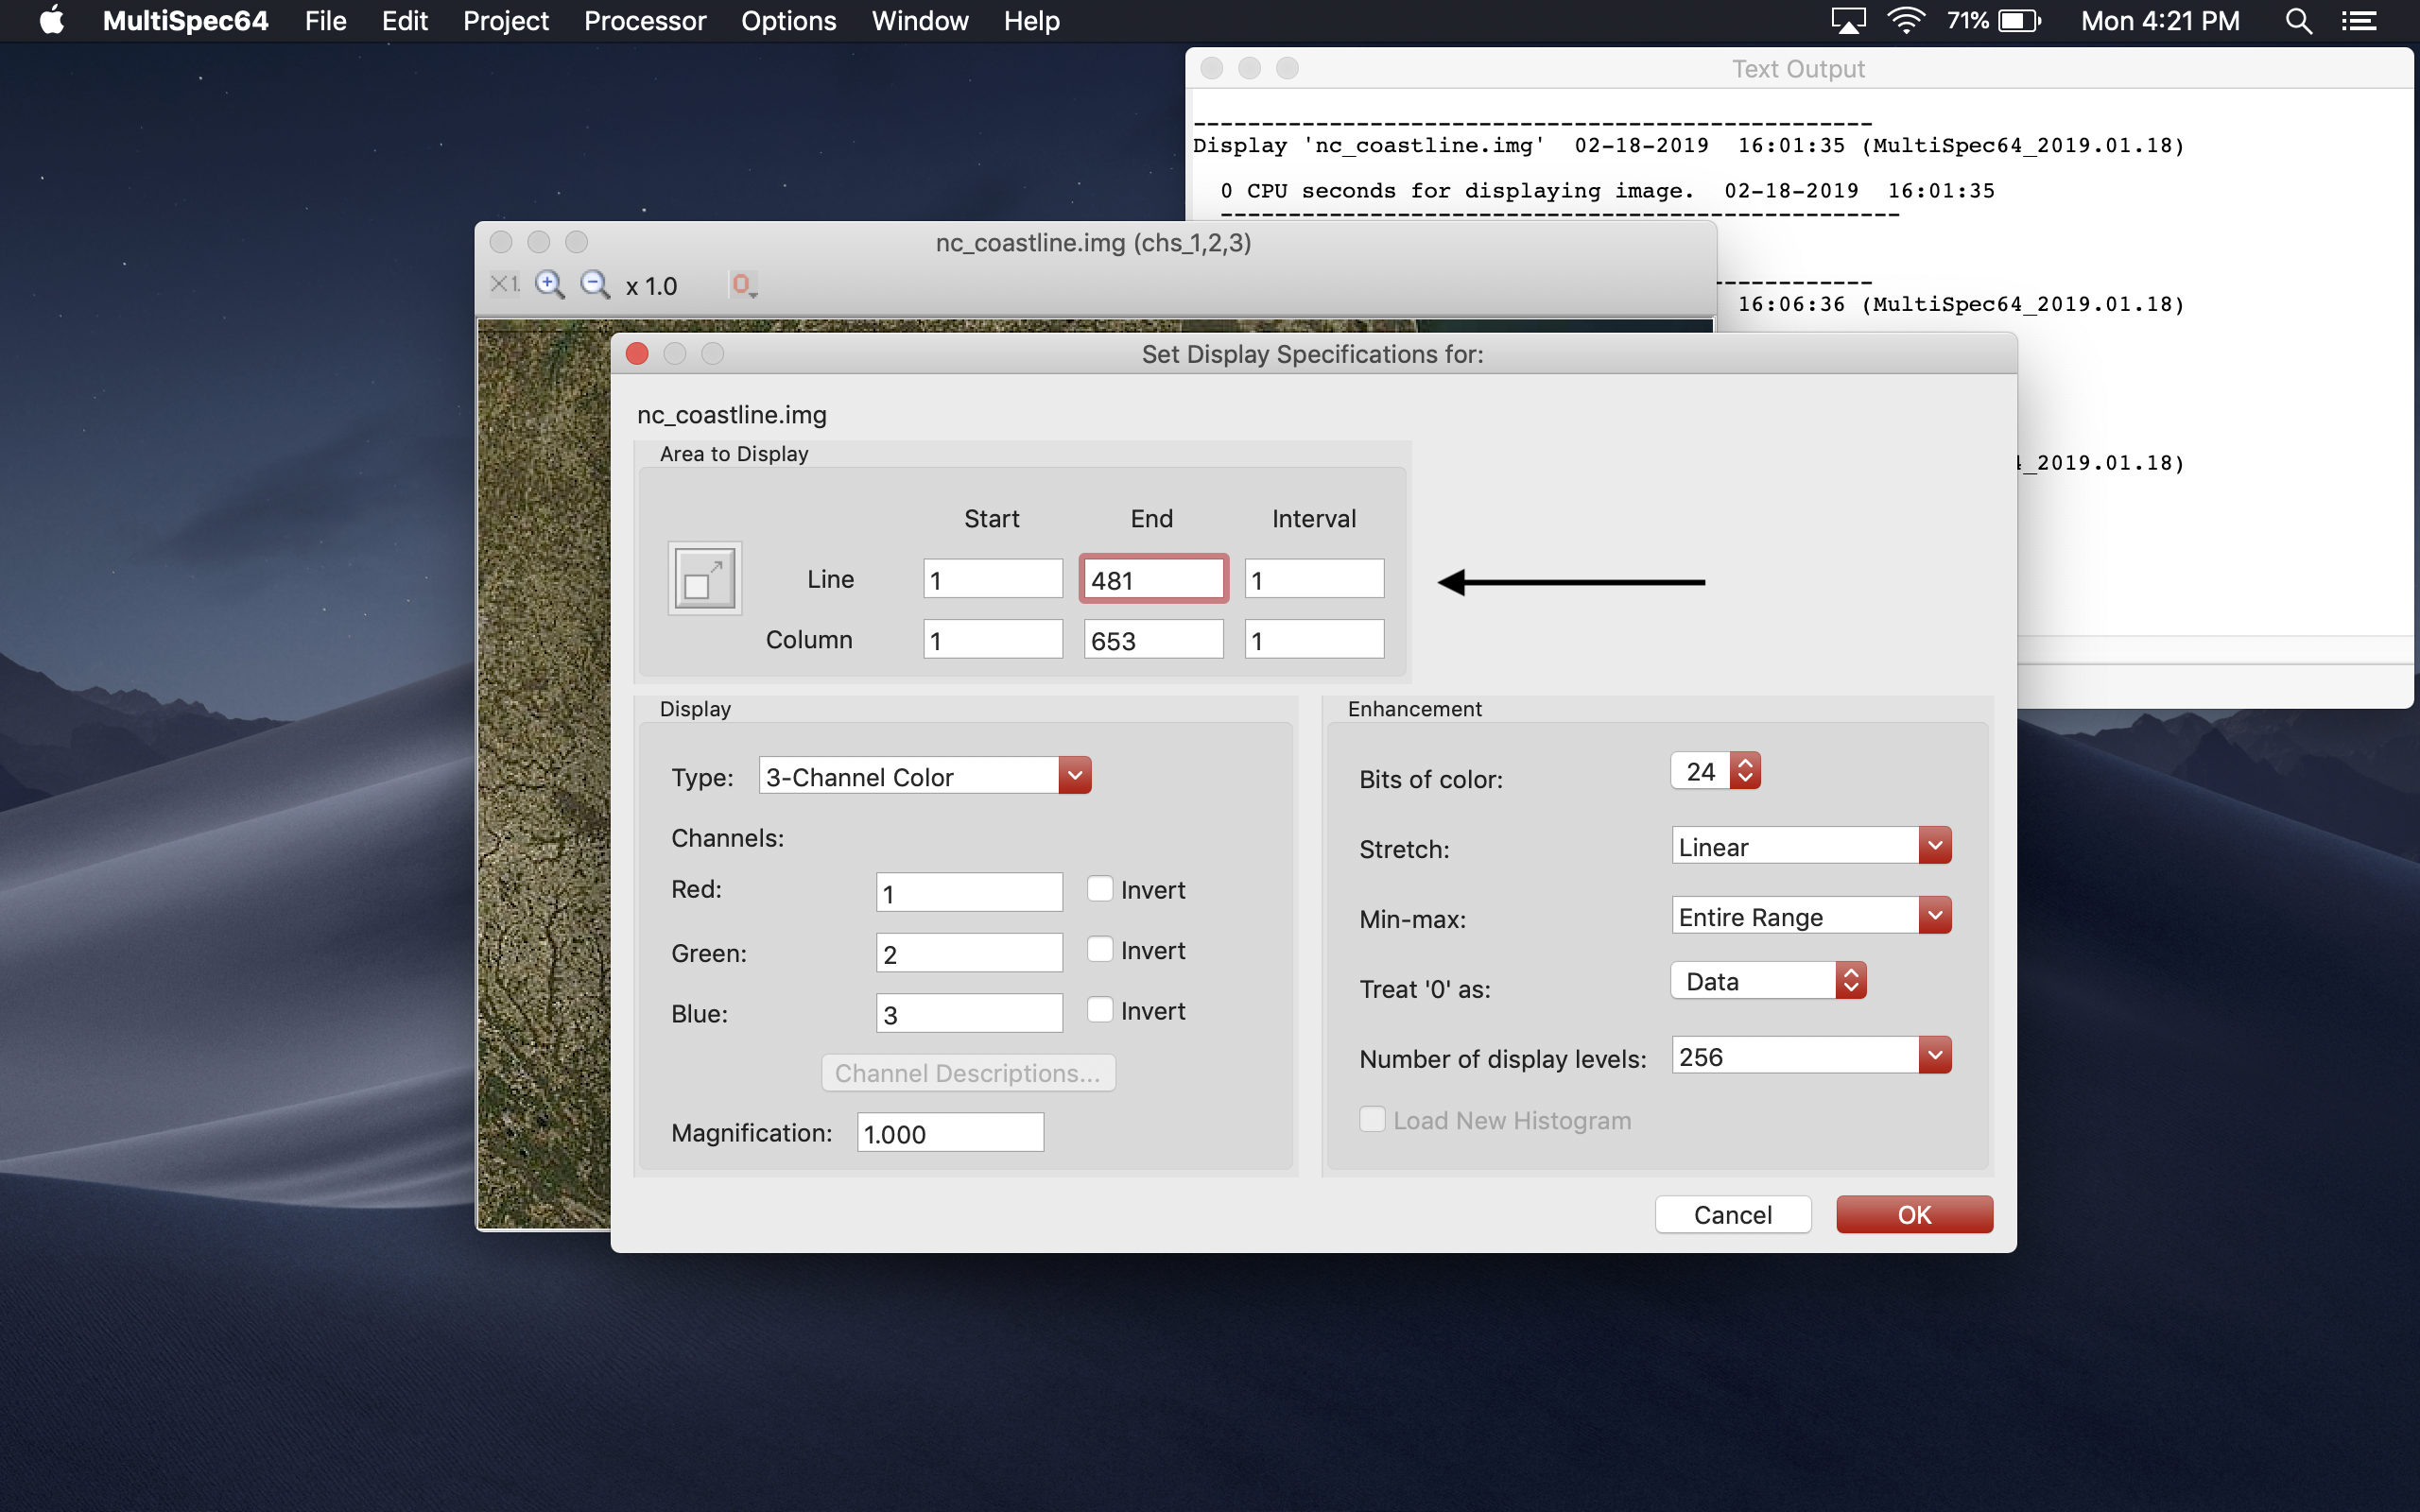 MultiSpec64 File Edit Project Processor Options Window Help 71% Mon 4:21 PM
Text Output
Display 'nc_coastline.img' 02-18-2019 16:01:35 (MultiSpec64_2019.01.18)
0 CPU seconds for displaying image. 02-18-2019 16:01:35
16:06:36 (MultiSpec64_2019.01.18)
_2019.01.18)
nc_coastline.img (chs_1,2,3)
X1. x 1.0 O
Set Display Specifications for:
nc_coastline.img
Area to Display
Start End Interval
Line 1 481 1
Column 1 653 1
Display
Type: 3-Channel Color
Channels:
Red: 1 Invert
Green: 2 Invert
Blue: 3 Invert
Channel Descriptions...
Magnification: 1.000
Enhancement
Bits of color: 24
Stretch: Linear
Min-max: Entire Range
Treat '0' as: Data
Number of display levels: 256
Load New Histogram
Cancel OK